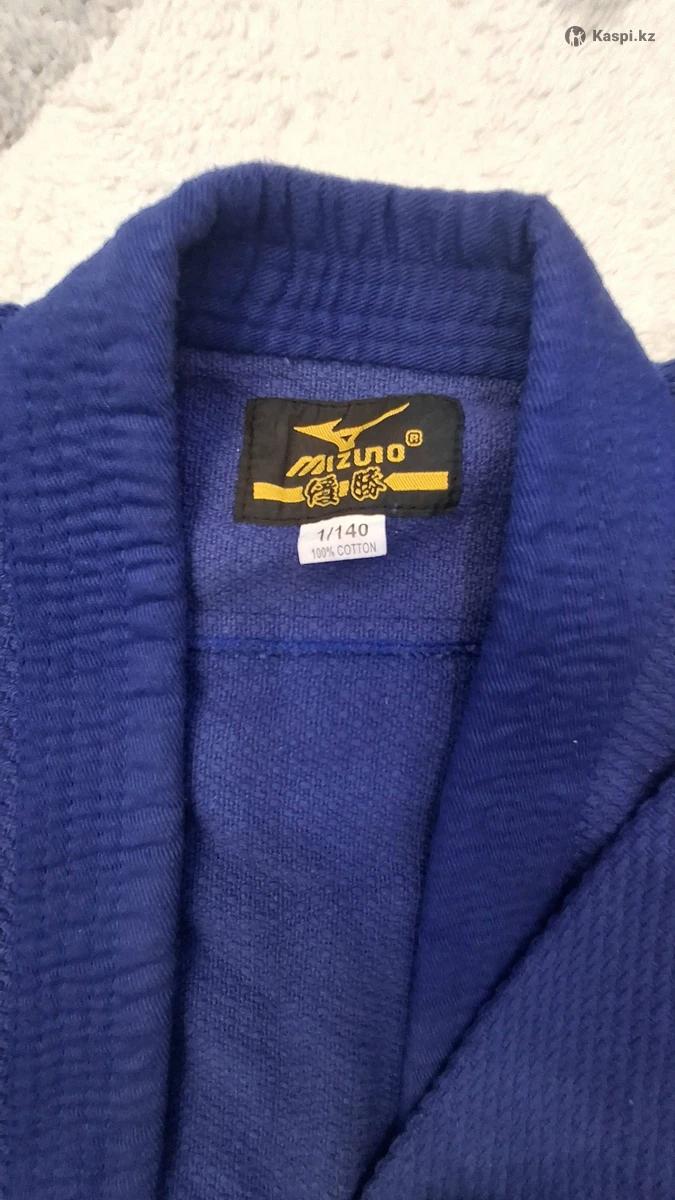 Kaspi.kz
MIZUNO®
優勝
1/140
100% COTTON